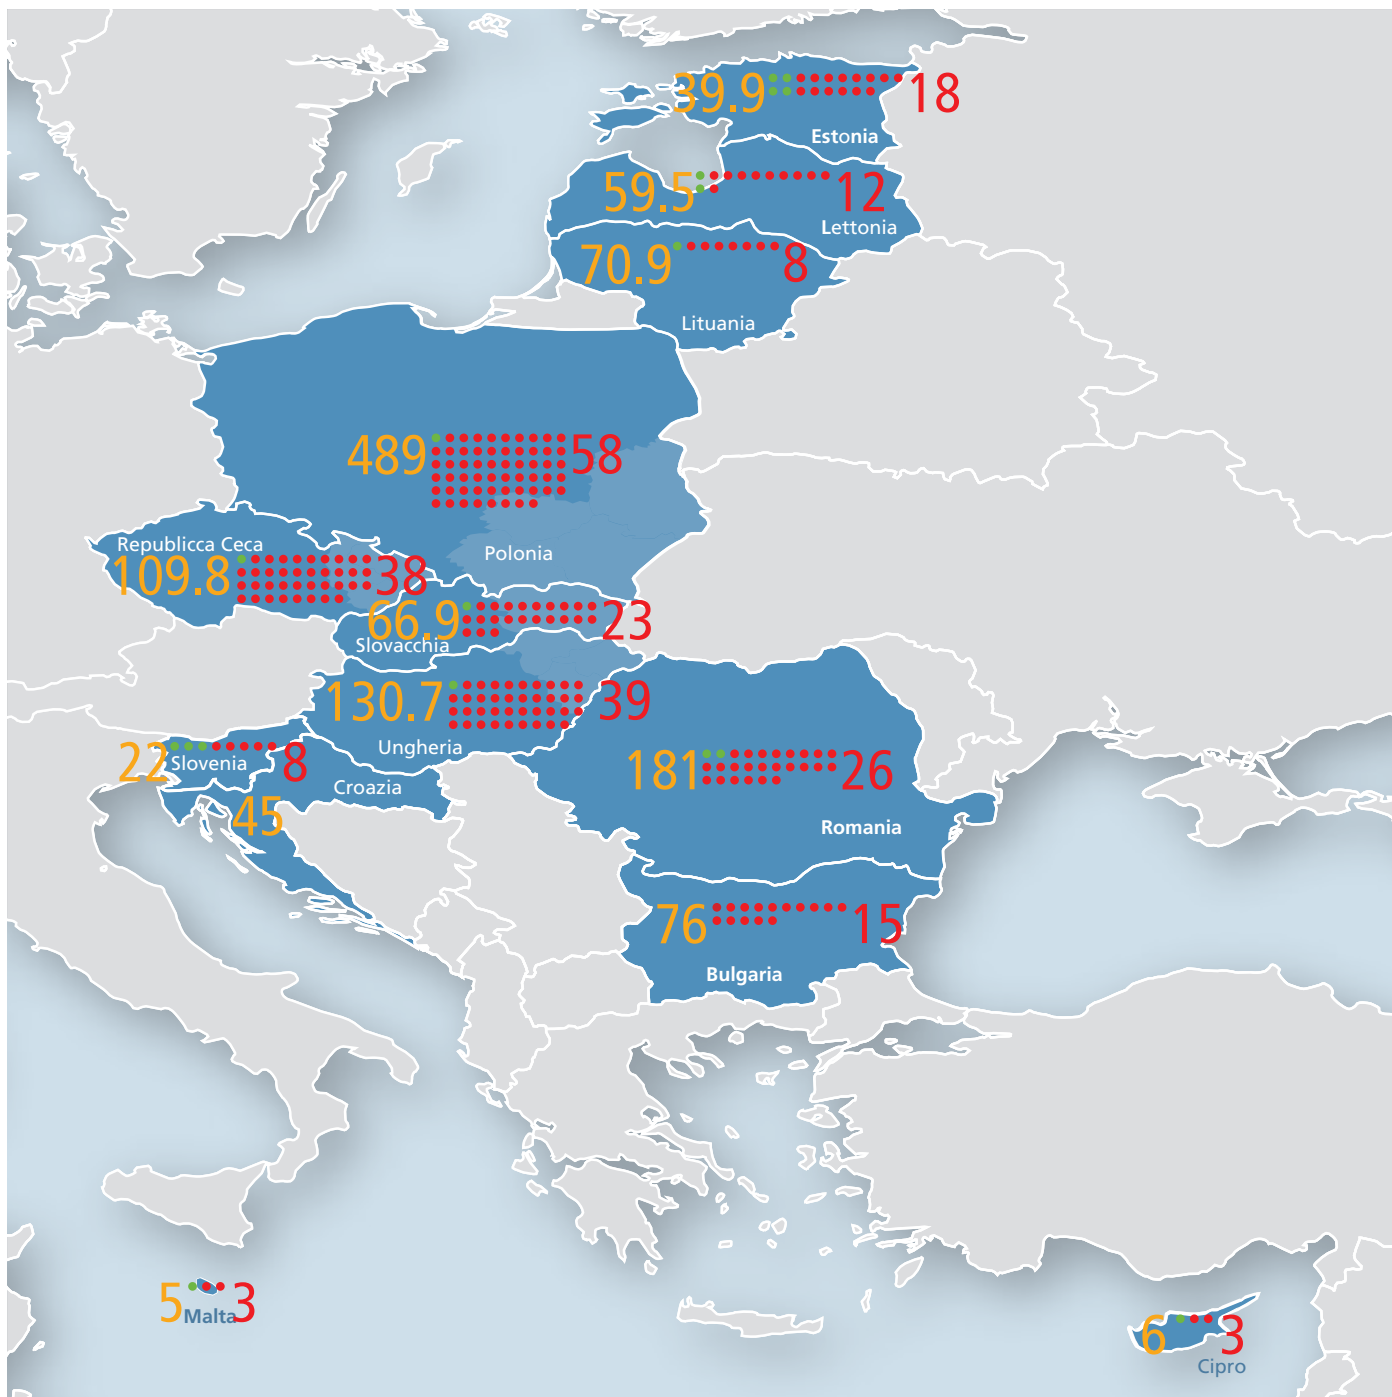 39.9 18
Estonia
59.5 12
Lettonia
70.9 8
Lituania
489 58
Polonia
Republicca Ceca
109.8 38
66.9 23
Slovacchia
130.7 39
Ungheria
22 Slovenia 8
Croazia
45
181 26
Romania
76 15
Bulgaria
5 3
Malta
6 3
Cipro